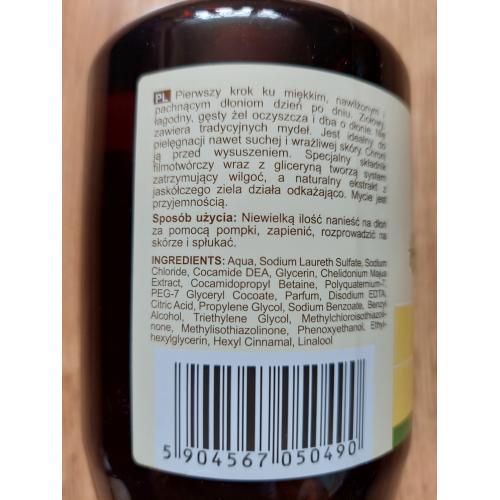 PL Pierwszy krok ku miękkim, nawilżonym i
pachnącym dłoniom dzień po dniu. Ziołowy,
łagodny, gęsty żel oczyszcza i dba o dłonie. Nie
zawiera tradycyjnych mydeł. Jest idealny do
pielęgnacji nawet suchej i wrażliwej skóry. Chroni
ją przed wysuszeniem. Specjalny składnik
filmotwórczy wraz z gliceryną tworzą system
zatrzymujący wilgoć, a naturalny ekstrakt z
jaskółczego ziela działa odkażająco. Mycie jest
przyjemnością.
Sposób użycia: Niewielką ilość nanieść na dłoń
za pomocą pompki, zapienić, rozprowadzić na
skórze i spłukać.
INGREDIENTS: Aqua, Sodium Laureth Sulfate, Sodium
Chloride, Cocamide DEA, Glycerin, Chelidonium Majus
Extract, Cocamidopropyl Betaine, Polyquaternium-7,
PEG-7 Glyceryl Cocoate, Parfum, Disodium EDTA,
Citric Acid, Propylene Glycol, Sodium Benzoate, Benzyl
Alcohol, Triethylene Glycol, Methylchloroisothiazoli-
none, Methylisothiazolinone, Phenoxyethanol, Ethyl-
hexylglycerin, Hexyl Cinnamal, Linalool
5 904567 050490